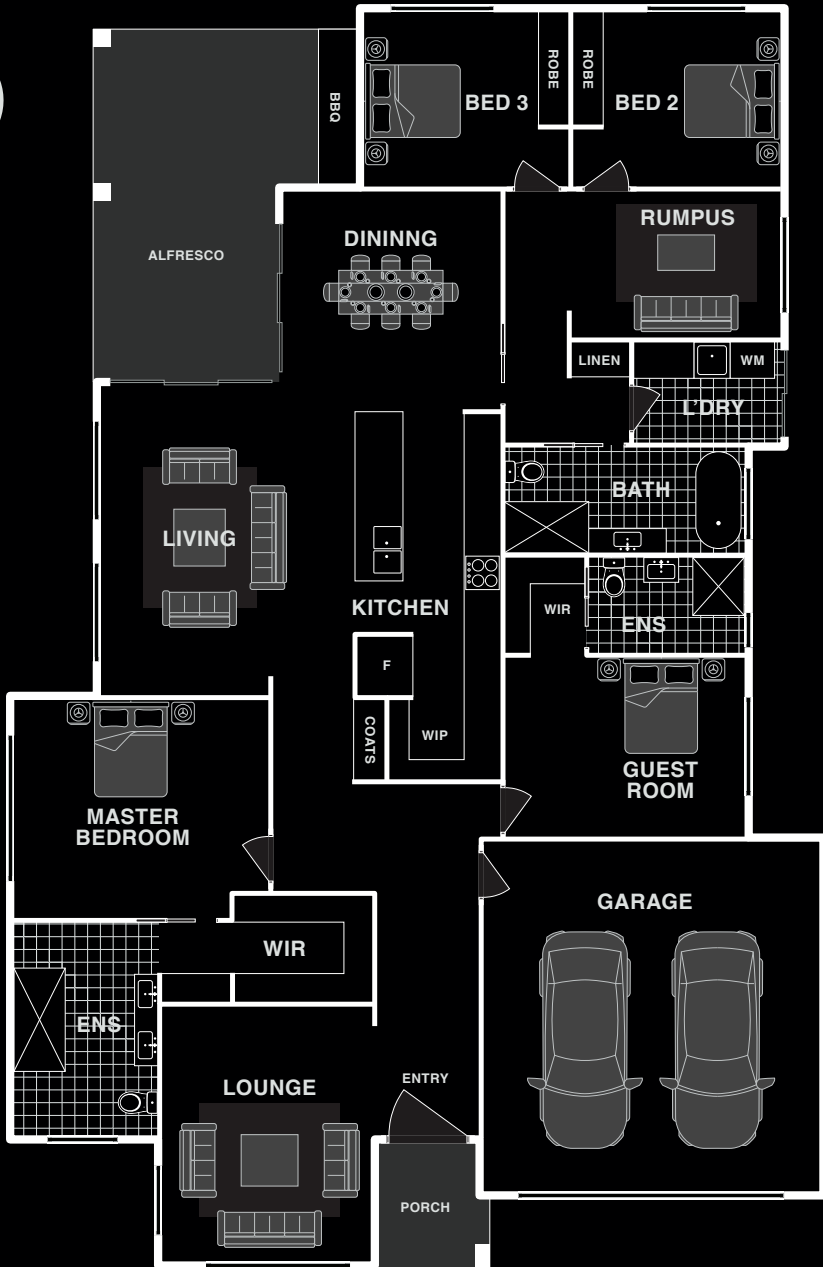 BED 3
ROBE
ROBE
BED 2
BBQ
RUMPUS
DININNG
ALFRESCO
LINEN
WM
L'DRY
BATH
LIVING
KITCHEN
WIR
ENS
F
COATS
WIP
GUEST
ROOM
MASTER
BEDROOM
GARAGE
WIR
ENS
LOUNGE
ENTRY
PORCH